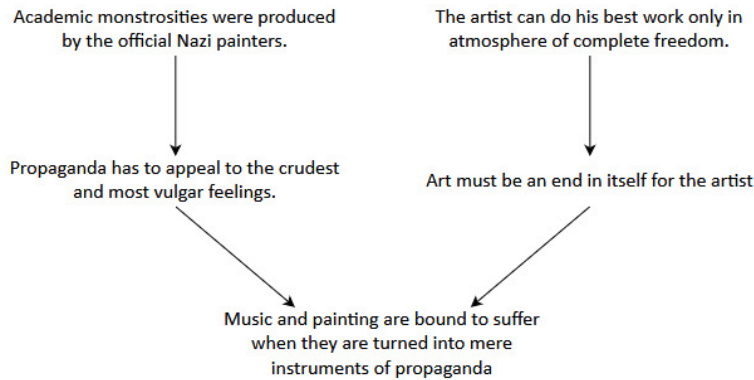 Academic monstrosities were produced
by the official Nazi painters.
The artist can do his best work only in
atmosphere of complete freedom.
Propaganda has to appeal to the crudest
and most vulgar feelings.
Art must be an end in itself for the artist
Music and painting are bound to suffer
when they are turned into mere
instruments of propaganda